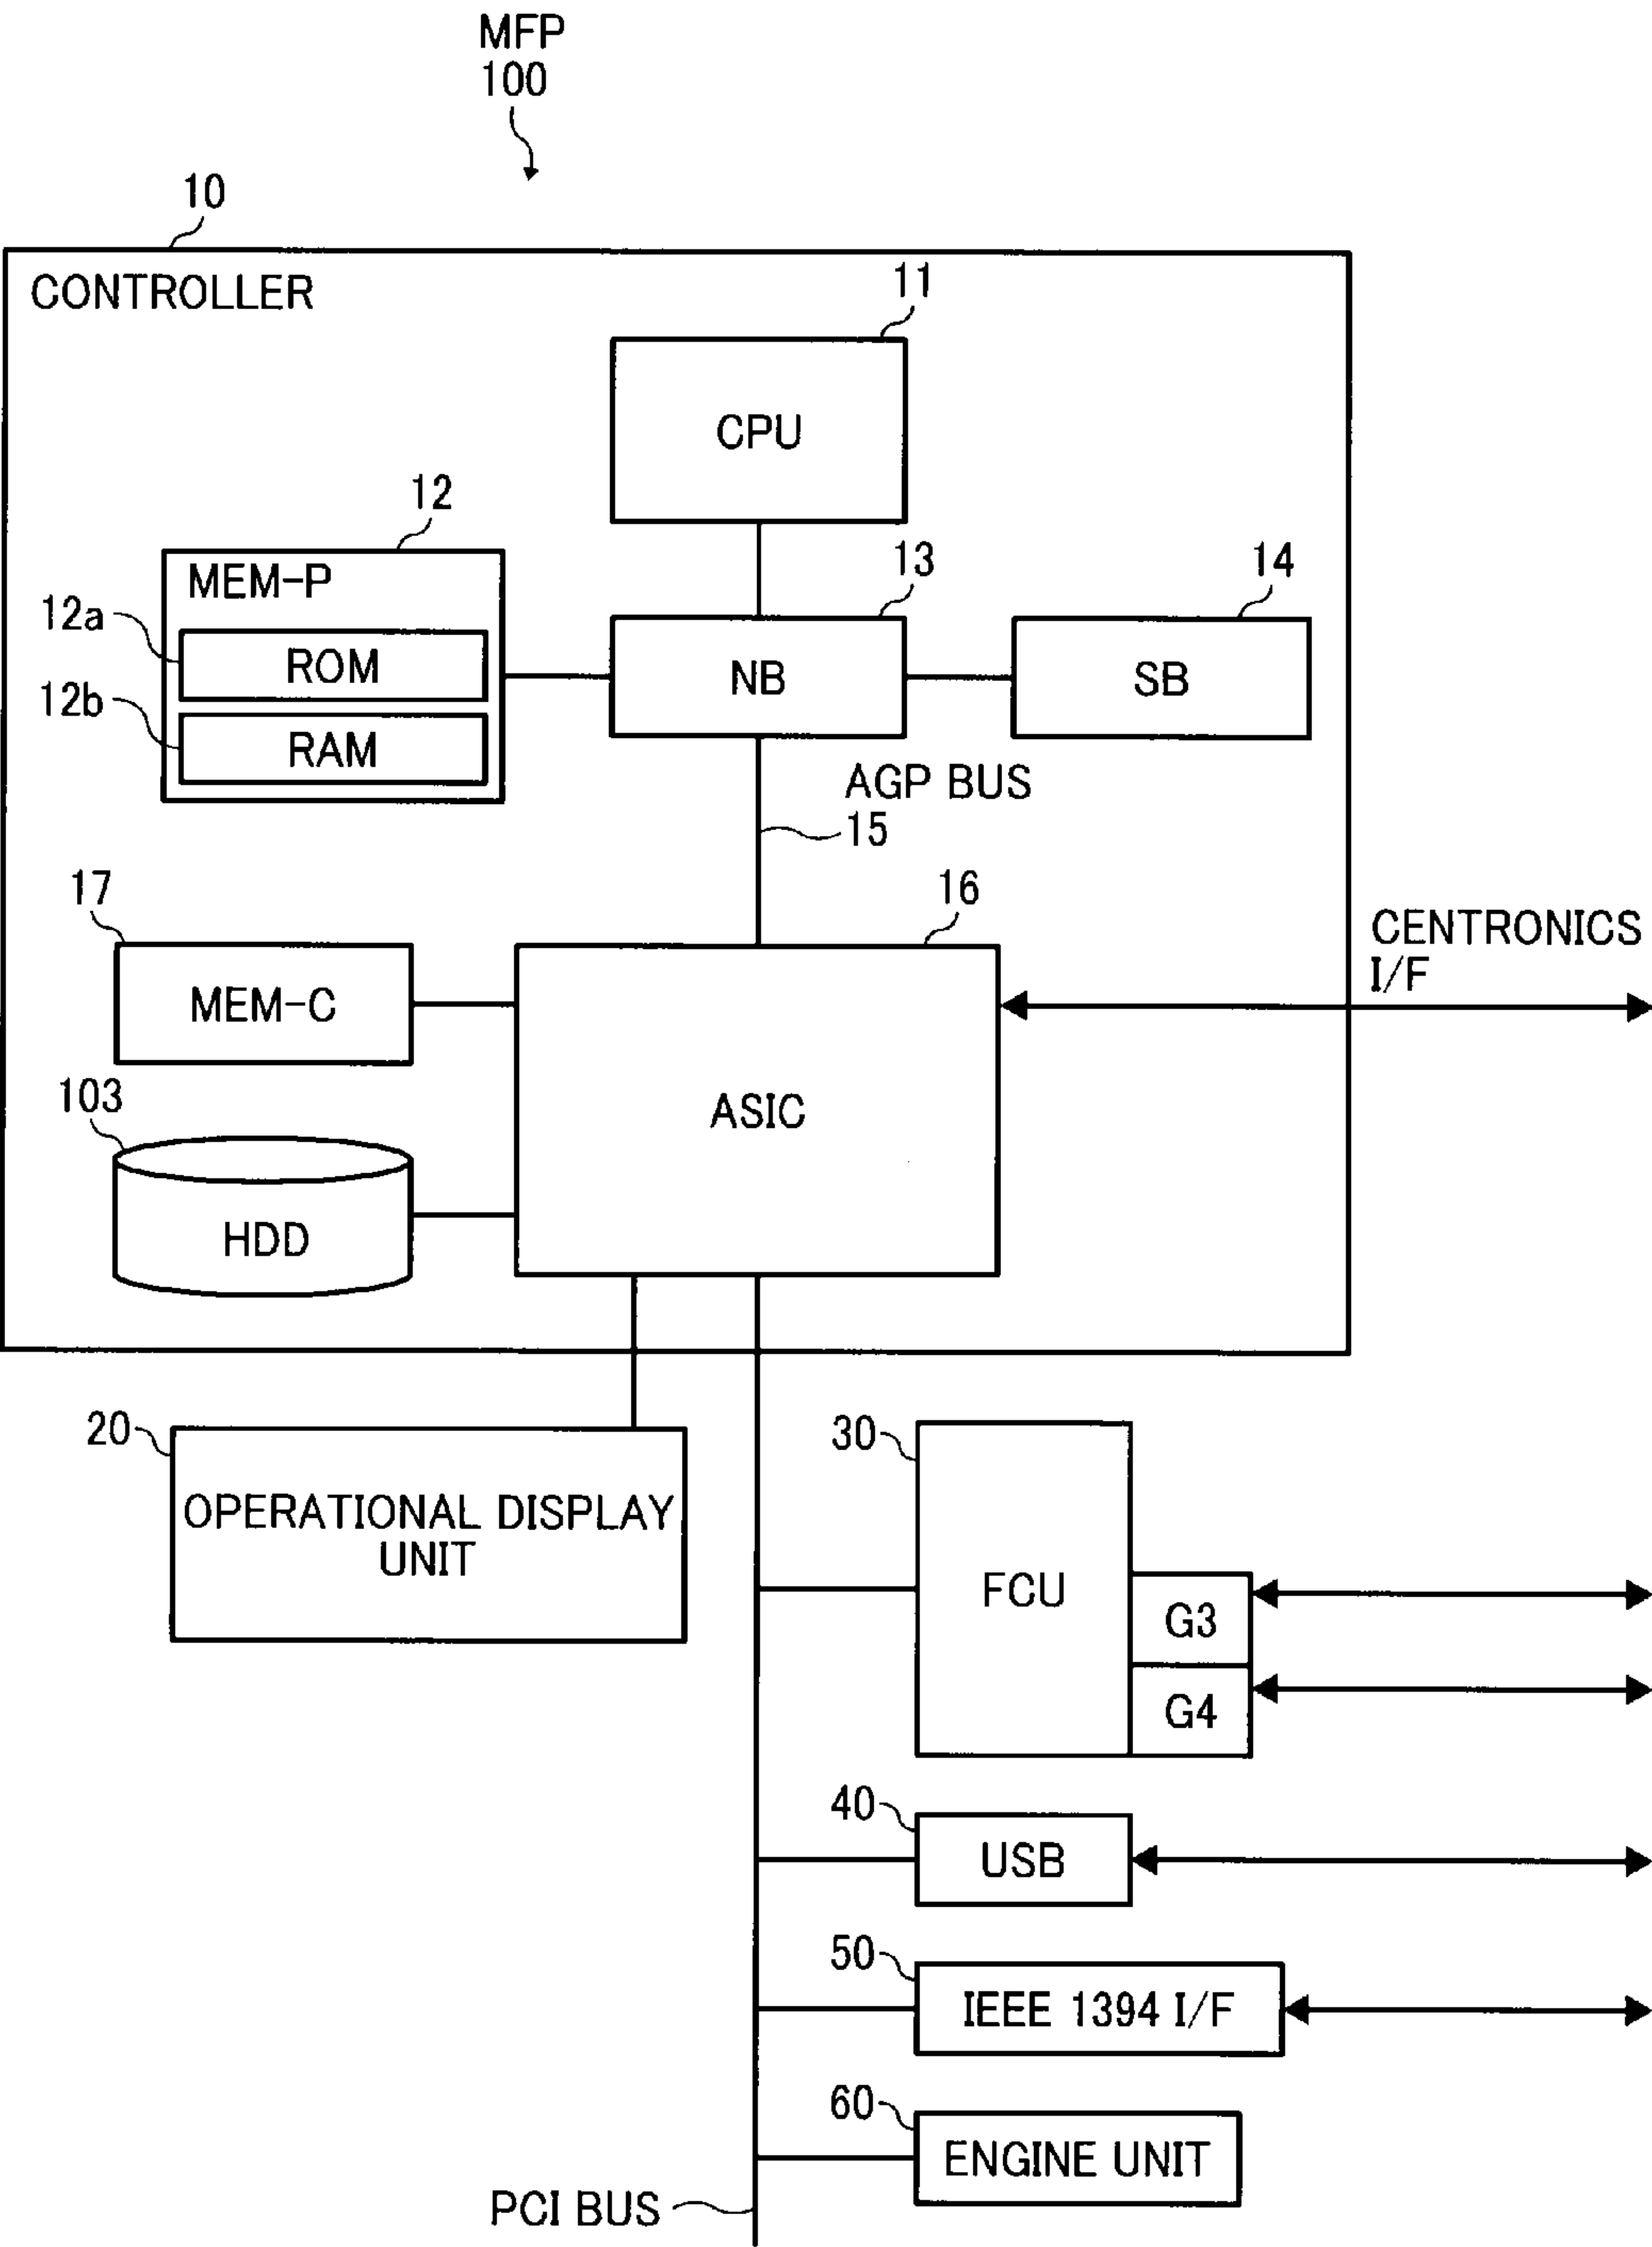 MFP
100
10
CONTROLLER
11
CPU
12
MEM-P
12a
ROM
12b
RAM
13
NB
14
SB
AGP BUS
15
17
MEM-C
16
ASIC
CENTRONICS
I/F
103
HDD
20
OPERATIONAL DISPLAY
UNIT
30
FCU
G3
G4
40
USB
50
IEEE 1394 I/F
60
ENGINE UNIT
PCI BUS